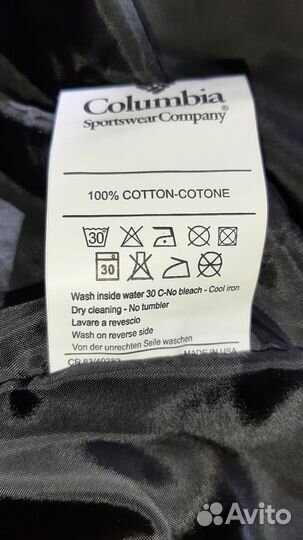 Columbia
Sportswear Company®
100% COTTON-COTONE
30
30
Wash inside water 30 C-No bleach - Cool iron
Dry cleaning - No tumbler
Lavare a revescio
Wash on reverse side
Von der unrechten Seile waschen
MADE IN USA
Avito